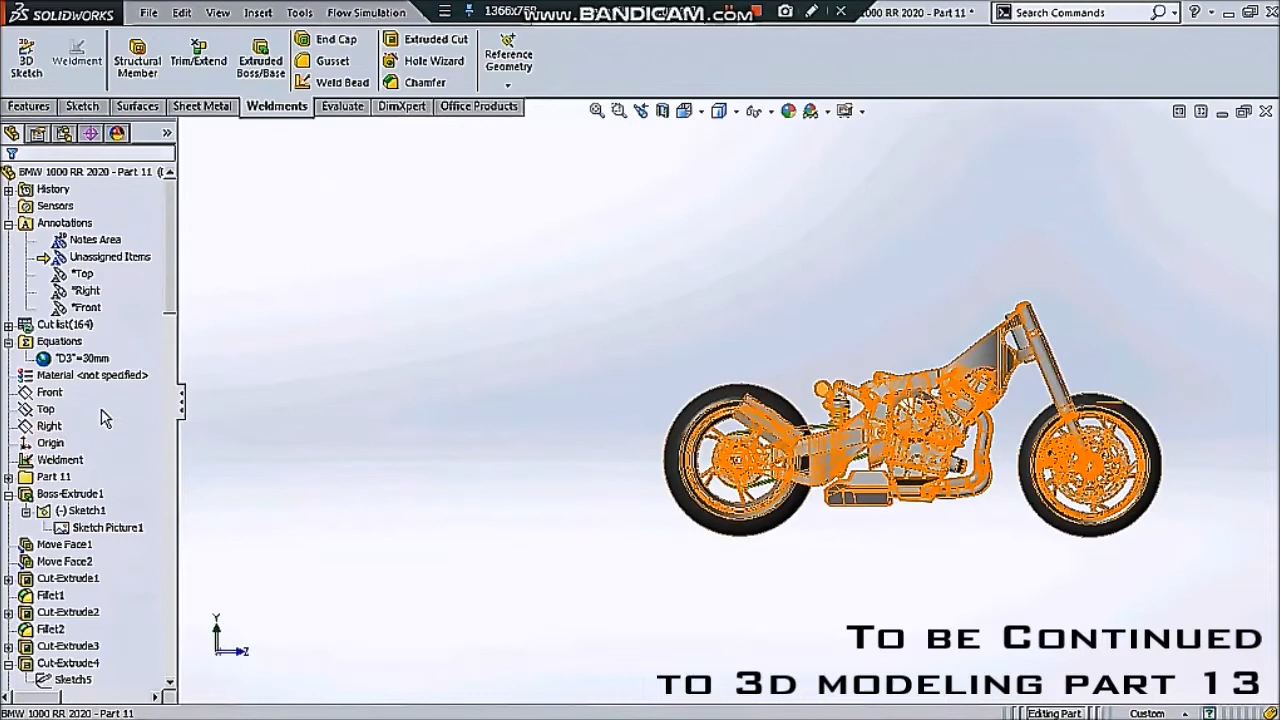 SOLIDWORKS File Edit View Insert Tools Flow Simulation 1366x768 www.BANDICAM.com 1000 RR 2020 - Part 11 * Search Commands
3D Sketch Weldment Structural Member Trim/Extend Extruded Boss/Base End Cap Gusset Weld Bead Extruded Cut Hole Wizard Chamfer Reference Geometry
Features Sketch Surfaces Sheet Metal Weldments Evaluate DimXpert Office Products
BMW 1000 RR 2020 - Part 11 (D
History
Sensors
Annotations
Notes Area
Unassigned Items
*Top
*Right
*Front
Cut list(164)
Equations
"D3"=30mm
Material <not specified>
Front
Top
Right
Origin
Weldment
Part 11
Boss-Extrude1
(-) Sketch1
Sketch Picture1
Move Face1
Move Face2
Cut-Extrude1
Fillet1
Cut-Extrude2
Fillet2
Cut-Extrude3
Cut-Extrude4
Sketch5
Y
Z
To be Continued
to 3d modeling part 13
BMW 1000 RR 2020 - Part 11 Editing Part Custom